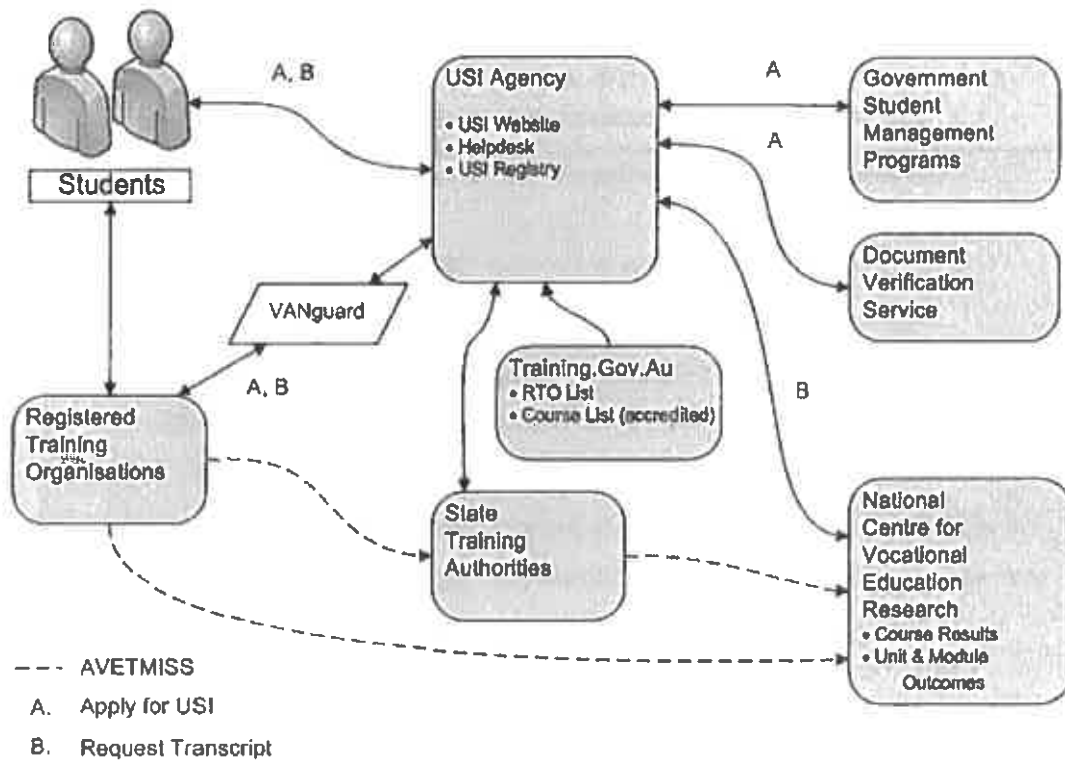 A, B
USI Agency
• USI Website
• Helpdesk
• USI Registry
A
Government
Student
Management
Programs
A
Students
Document
Verification
Service
VANguard
A, B
Training.Gov.Au
• RTO List
• Course List (accredited)
B
Registered
Training
Organisations
State
Training
Authorities
National
Centre for
Vocational
Education
Research
• Course Results
• Unit & Module
Outcomes
AVETMISS
A. Apply for USI
B. Request Transcript